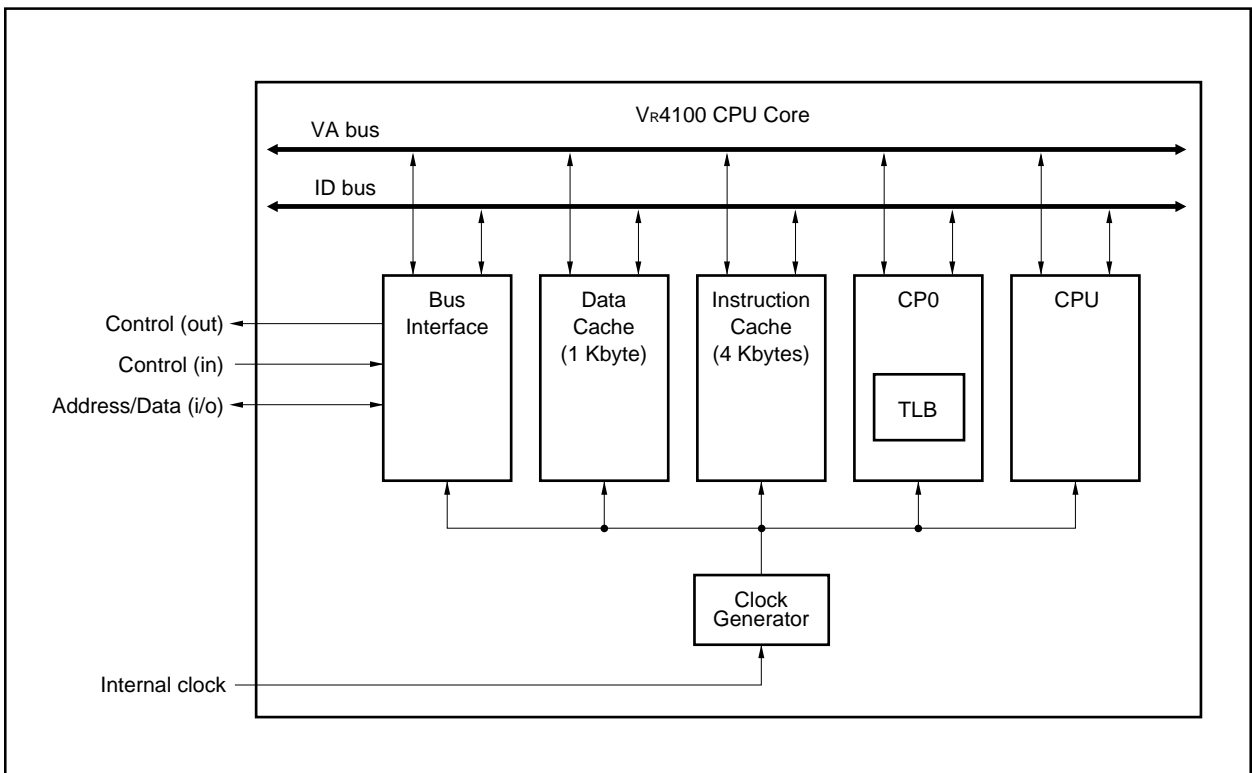 VR4100 CPU Core
VA bus
ID bus
Bus
Interface
Data
Cache
(1 Kbyte)
Instruction
Cache
(4 Kbytes)
CP0
TLB
CPU
Control (out)
Control (in)
Address/Data (i/o)
Clock
Generator
Internal clock